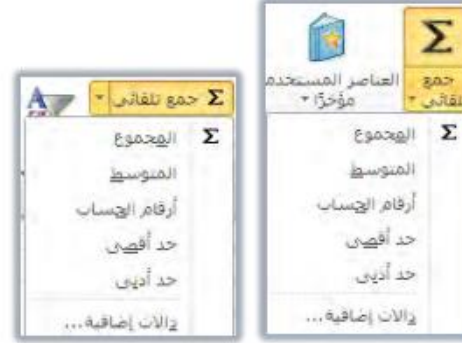 جمع تلقائي
العناصر المستخدمة
مؤخرًا
المجموع
المتوسط
أرقام الحساب
حد أقصى
حد أدنى
دالات إضافية...
Σ جمع تلقائي
Σ المجموع
المتوسط
أرقام الحساب
حد أقصى
حد أدنى
دالات إضافية...